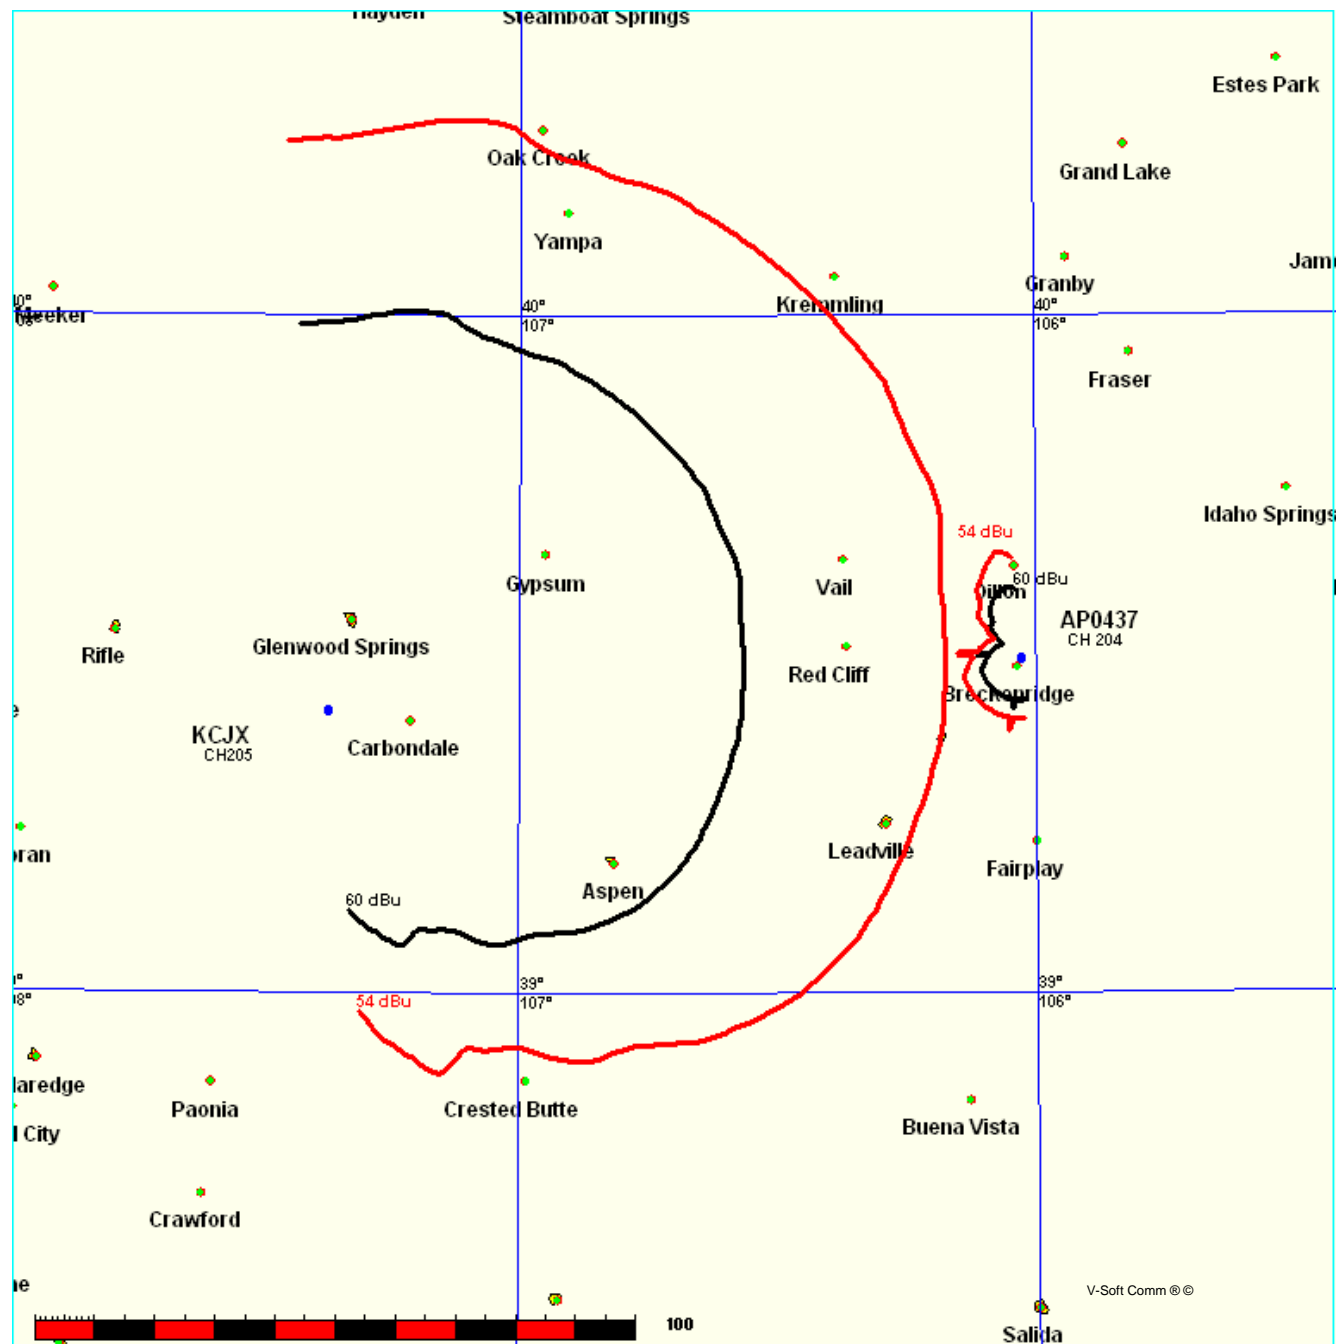 Hayden
Steamboat Springs
Estes Park
Oak Creek
Grand Lake
Yampa
Granby
Kremmling
Meeker
40°
107°
40°
106°
Fraser
Idaho Springs
54 dBu
60 dBu
Dillon
AP0437
CH 204
Gypsum
Vail
Rifle
Glenwood Springs
Red Cliff
Breckenridge
KCJX
CH205
Carbondale
Leadville
Fairplay
Aspen
60 dBu
39°
107°
39°
106°
54 dBu
Paonia
Crested Butte
l City
Buena Vista
Crawford
V-Soft Comm ® ©
100
Salida